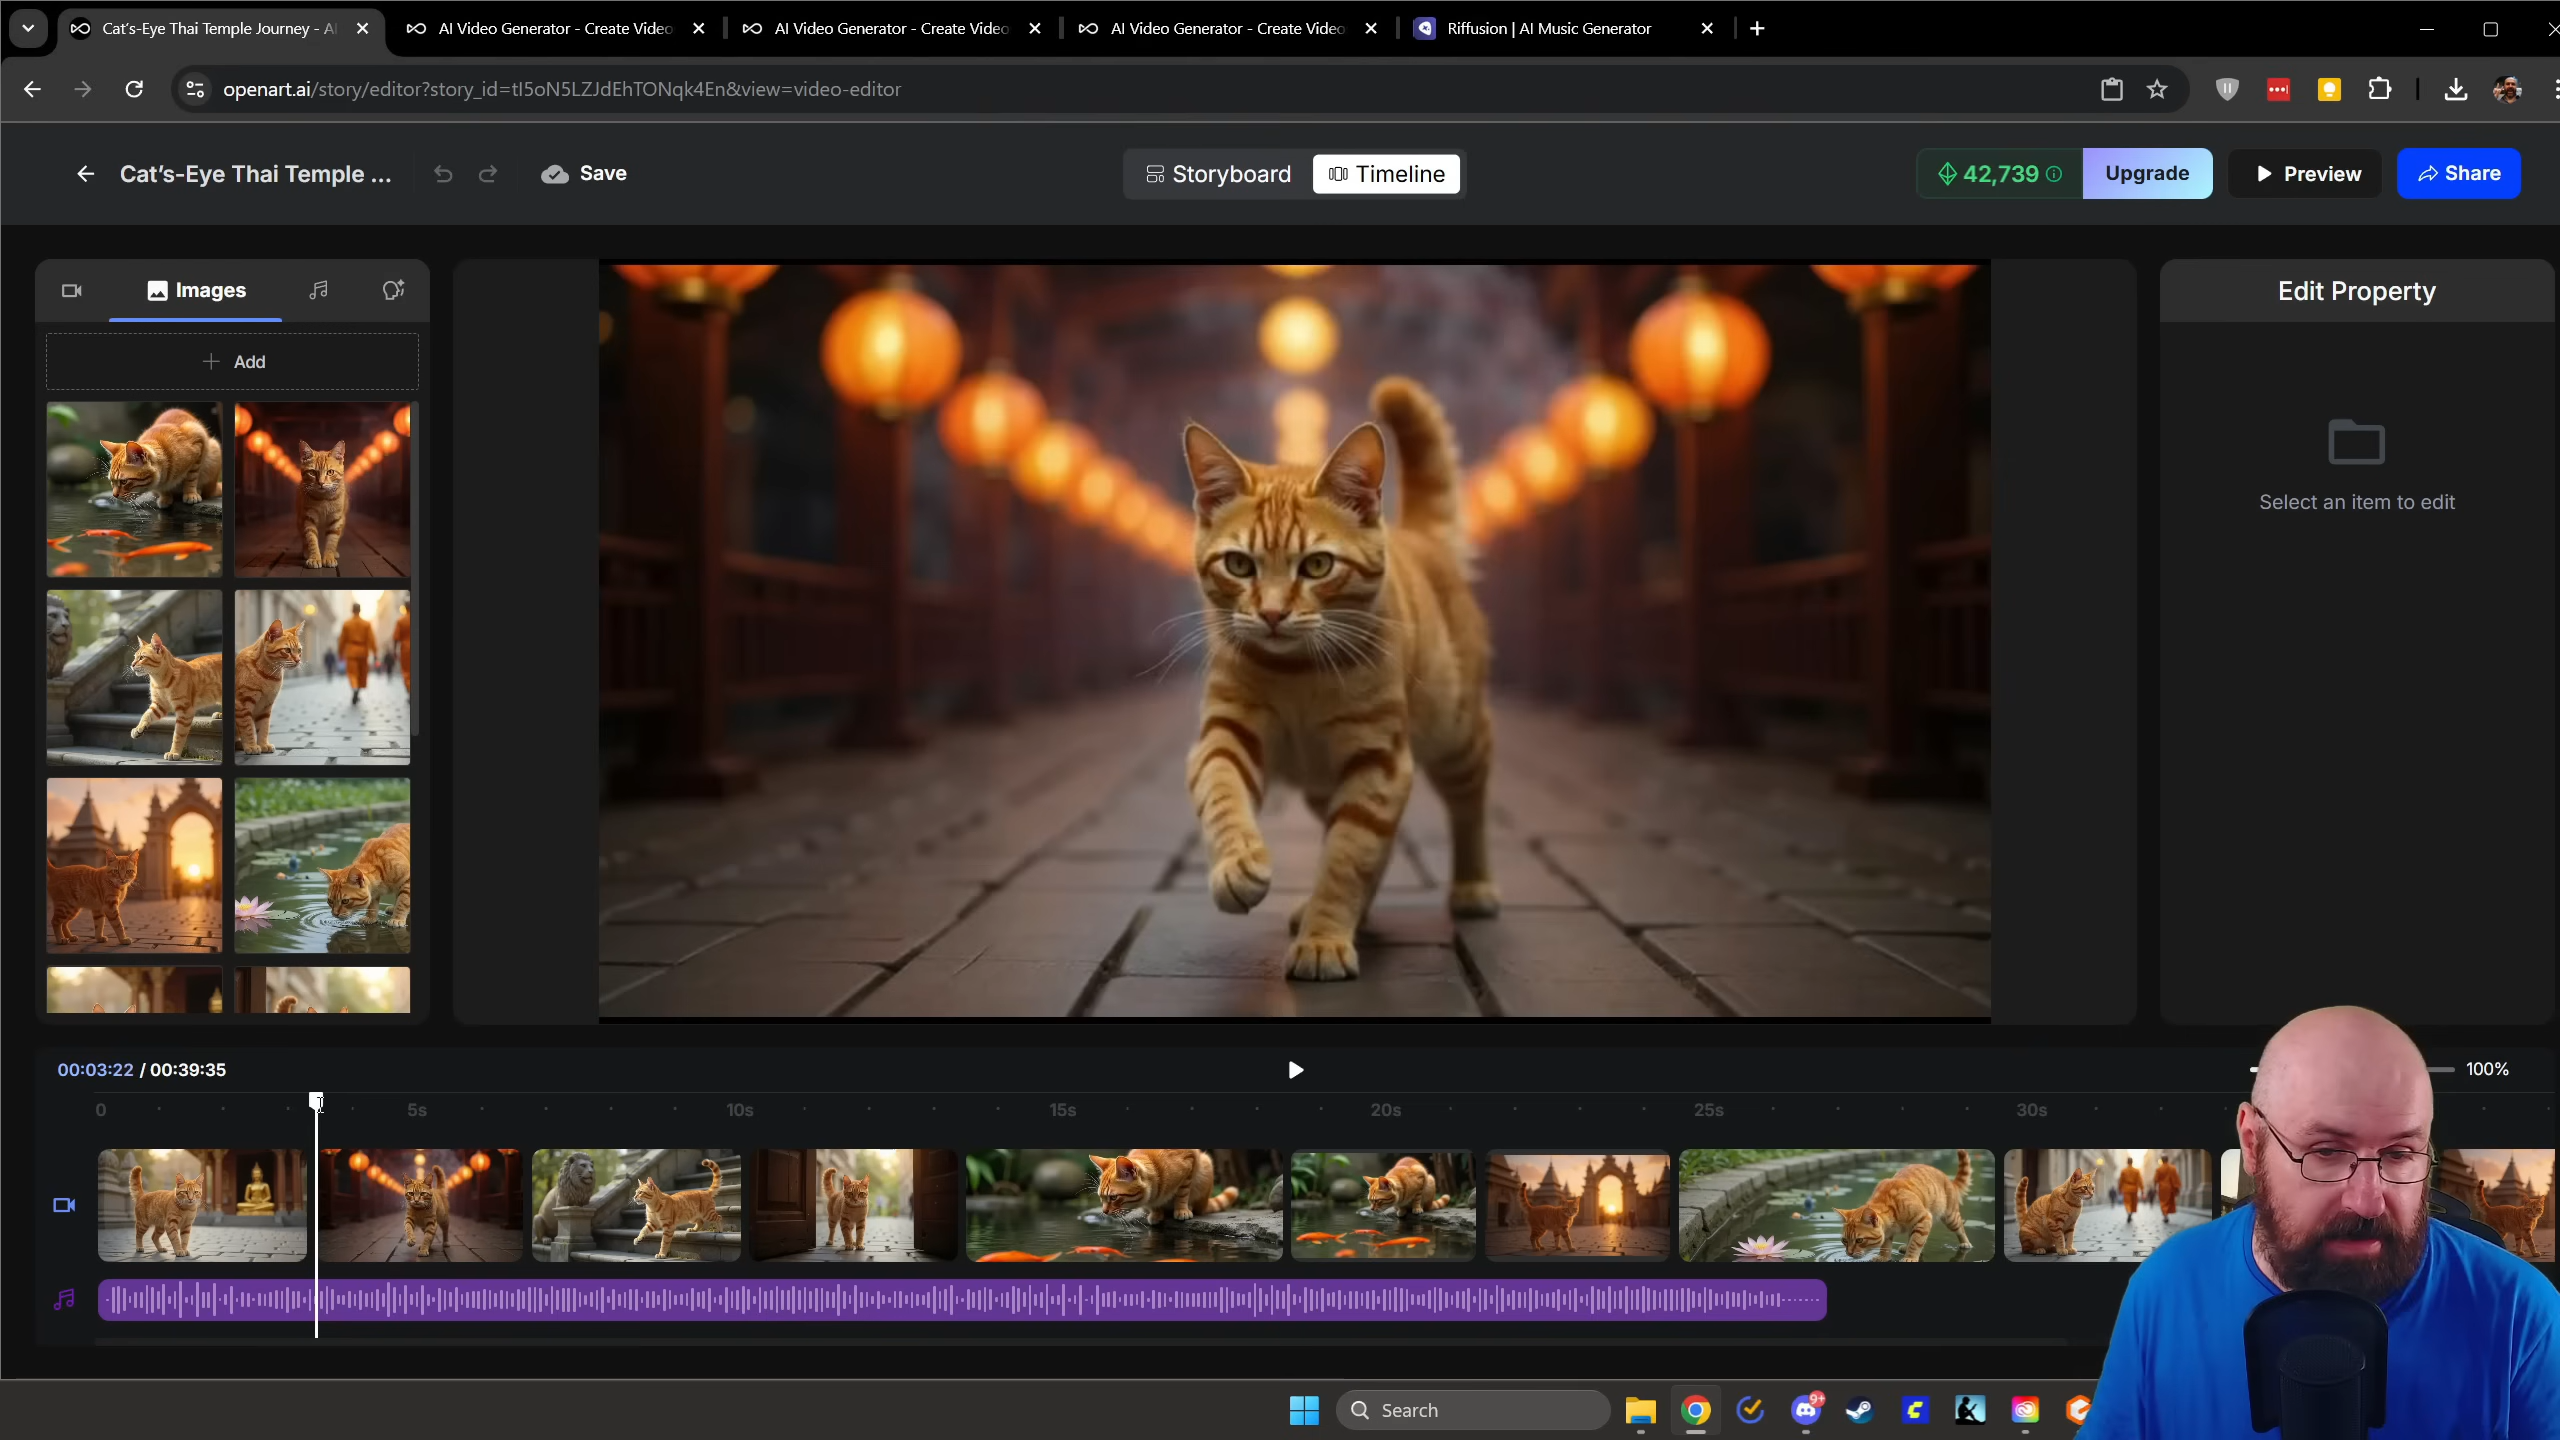 Cat's-Eye Thai Temple Journey - AI
AI Video Generator - Create Video
AI Video Generator - Create Video
AI Video Generator - Create Video
Riffusion | AI Music Generator
openart.ai/story/editor?story_id=tI5oN5LZJdEhTONqk4En&view=video-editor
Cat's-Eye Thai Temple ...
Save
Storyboard
Timeline
42,739
Upgrade
Preview
Share
Images
Edit Property
Add
Select an item to edit
00:03:22 / 00:39:35
100%
0
5s
10s
15s
20s
25s
30s
Search
9+